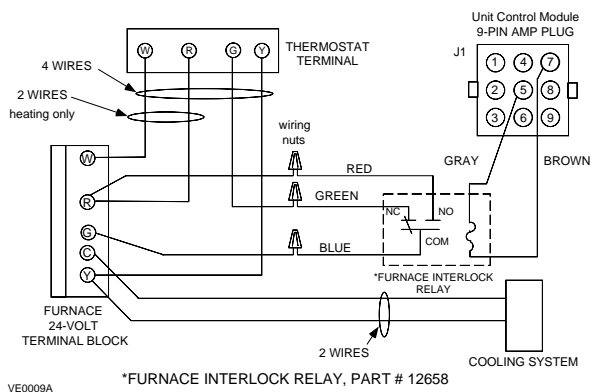 Unit Control Module
9-PIN AMP PLUG
J1
1 4 7
2 5 8
3 6 9
W R G Y
THERMOSTAT
TERMINAL
4 WIRES
2 WIRES
heating only
wiring
nuts
GRAY
BROWN
W
R
G
C
Y
RED
GREEN
BLUE
NC
NO
COM
*FURNACE INTERLOCK
RELAY
FURNACE
24-VOLT
TERMINAL BLOCK
2 WIRES
COOLING SYSTEM
*FURNACE INTERLOCK RELAY, PART # 12658
VE0009A